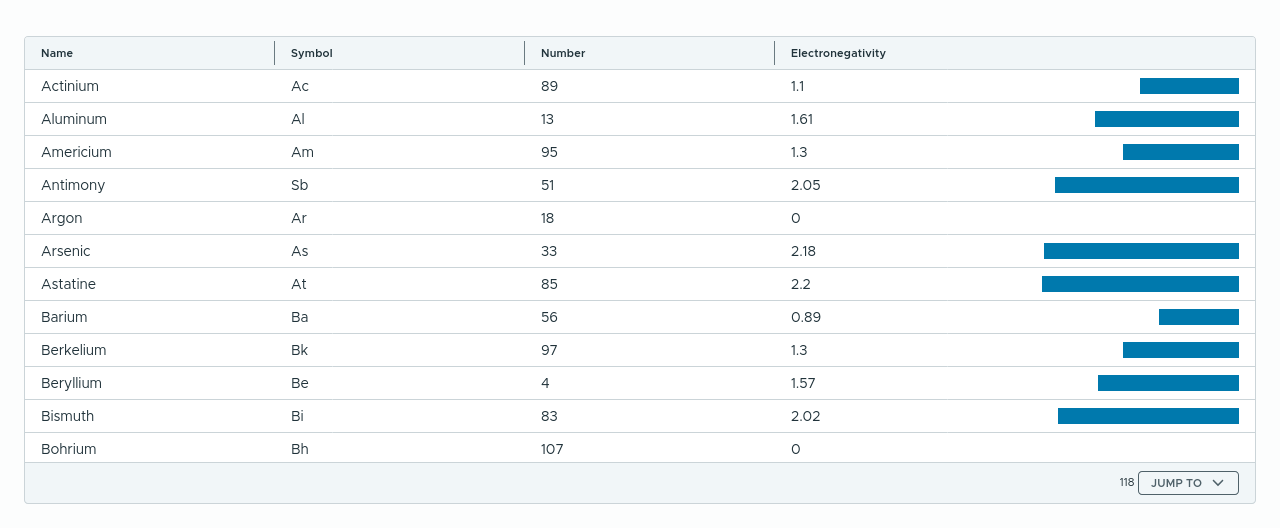 Name Symbol Number Electronegativity
Actinium Ac 89 1.1
Aluminum Al 13 1.61
Americium Am 95 1.3
Antimony Sb 51 2.05
Argon Ar 18 0
Arsenic As 33 2.18
Astatine At 85 2.2
Barium Ba 56 0.89
Berkelium Bk 97 1.3
Beryllium Be 4 1.57
Bismuth Bi 83 2.02
Bohrium Bh 107 0
118 JUMP TO